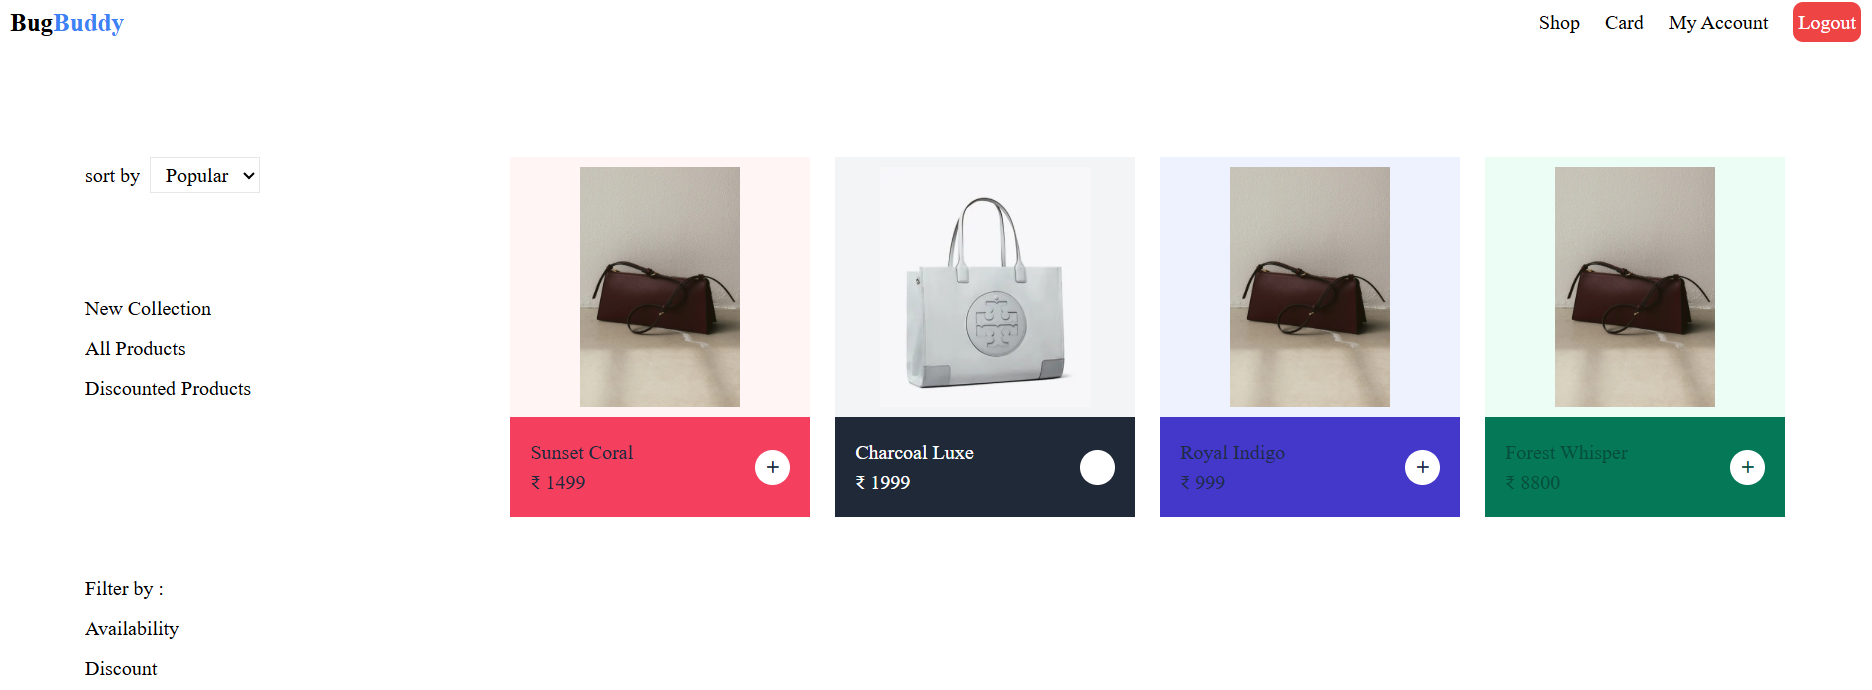 BugBuddy
Shop Card My Account Logout
sort by Popular
New Collection
All Products
Discounted Products
Filter by :
Availability
Discount
Sunset Coral
₹ 1499
+
Charcoal Luxe
₹ 1999
Royal Indigo
₹ 999
+
Forest Whisper
₹ 8800
+